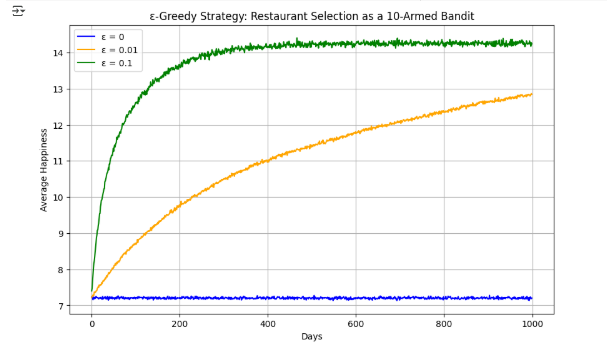 ε-Greedy Strategy: Restaurant Selection as a 10-Armed Bandit
ε = 0
ε = 0.01
ε = 0.1
Average Happiness
14
13
12
11
10
9
8
7
0 200 400 600 800 1000
Days